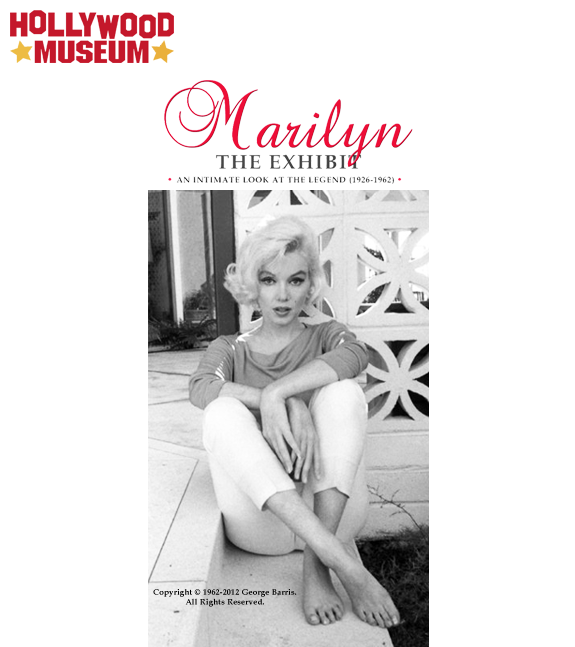 HOLLYWOOD
MUSEUM
Marilyn
THE EXHIBIT
• AN INTIMATE LOOK AT THE LEGEND (1926-1962) •
Copyright © 1962-2012 George Barris.
All Rights Reserved.